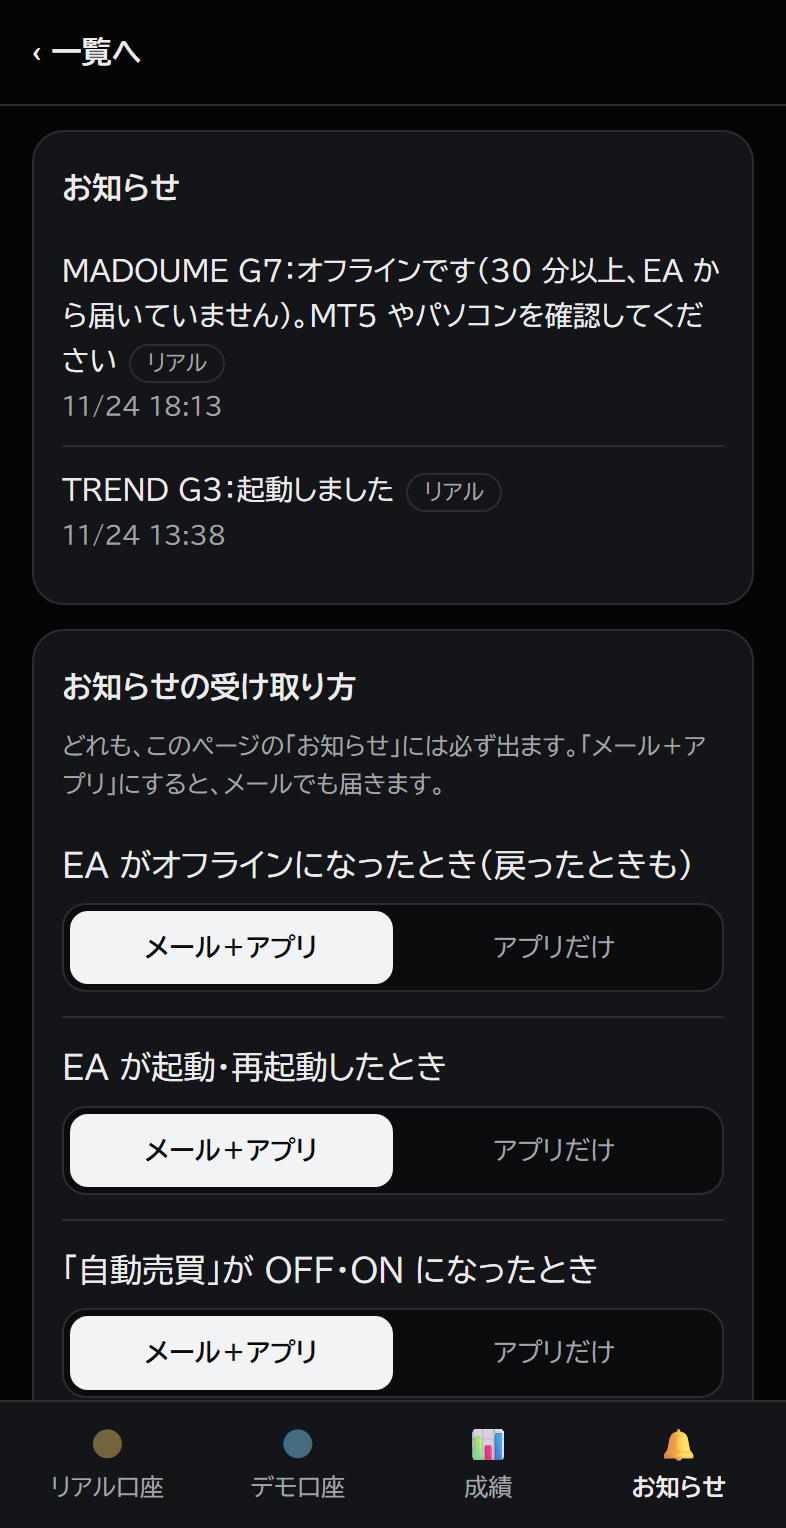 ‹ 一覧へ
お知らせ
MADOUME G7：オフラインです（30 分以上、EA か
ら届いていません）。MT5 やパソコンを確認してくだ
さい リアル
11/24 18:13
TREND G3：起動しました リアル
11/24 13:38
お知らせの受け取り方
どれも、このページの「お知らせ」には必ず出ます。「メール＋ア
プリ」にすると、メールでも届きます。
EA がオフラインになったとき（戻ったときも）
メール＋アプリ アプリだけ
EA が起動・再起動したとき
メール＋アプリ アプリだけ
「自動売買」が OFF・ON になったとき
メール＋アプリ アプリだけ
リアル口座 デモ口座 成績 お知らせ